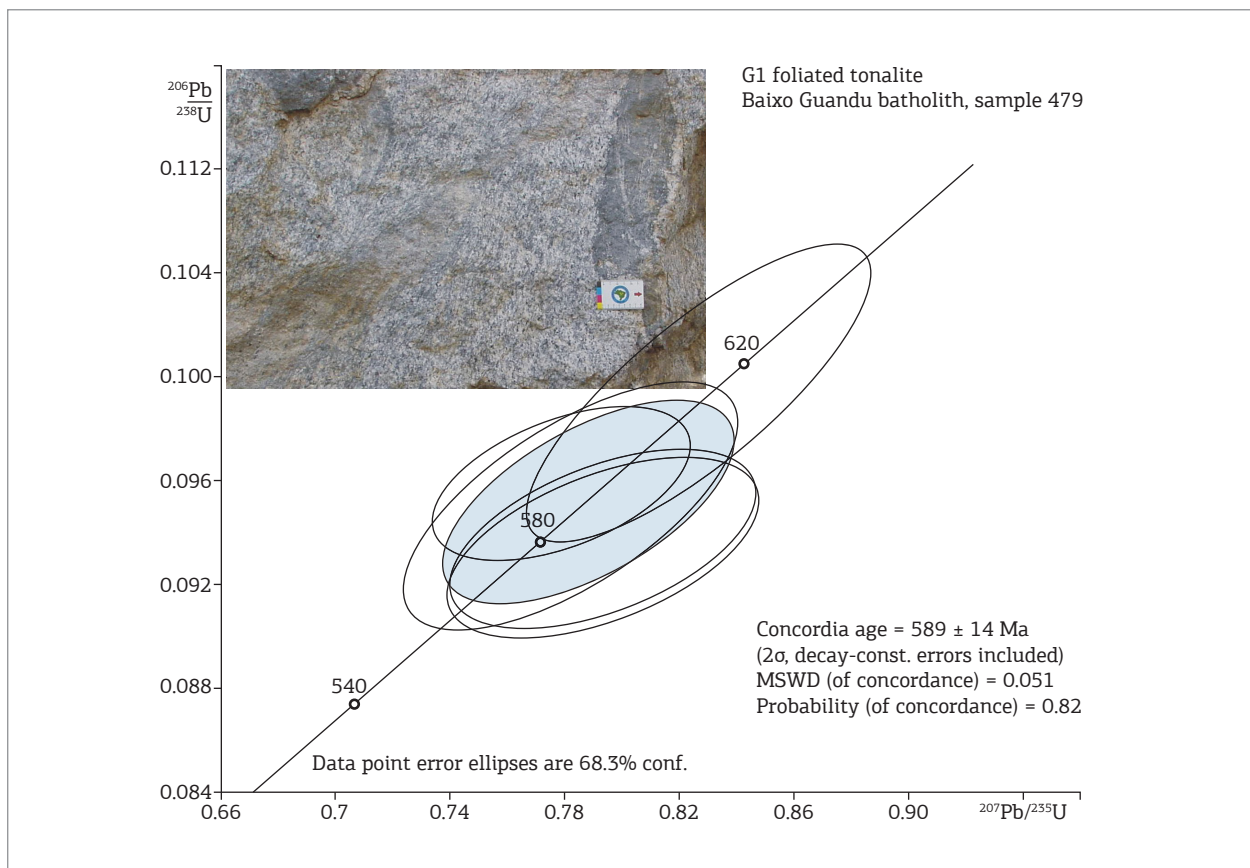 ²⁰⁶Pb
²³⁸U
G1 foliated tonalite
Baixo Guandu batholith, sample 479
0.112
0.104
620
0.100
0.096
580
0.092
Concordia age = 589 ± 14 Ma
(2σ, decay-const. errors included)
MSWD (of concordance) = 0.051
Probability (of concordance) = 0.82
0.088
540
Data point error ellipses are 68.3% conf.
0.084
0.66 0.7 0.74 0.78 0.82 0.86 0.90 ²⁰⁷Pb/²³⁵U